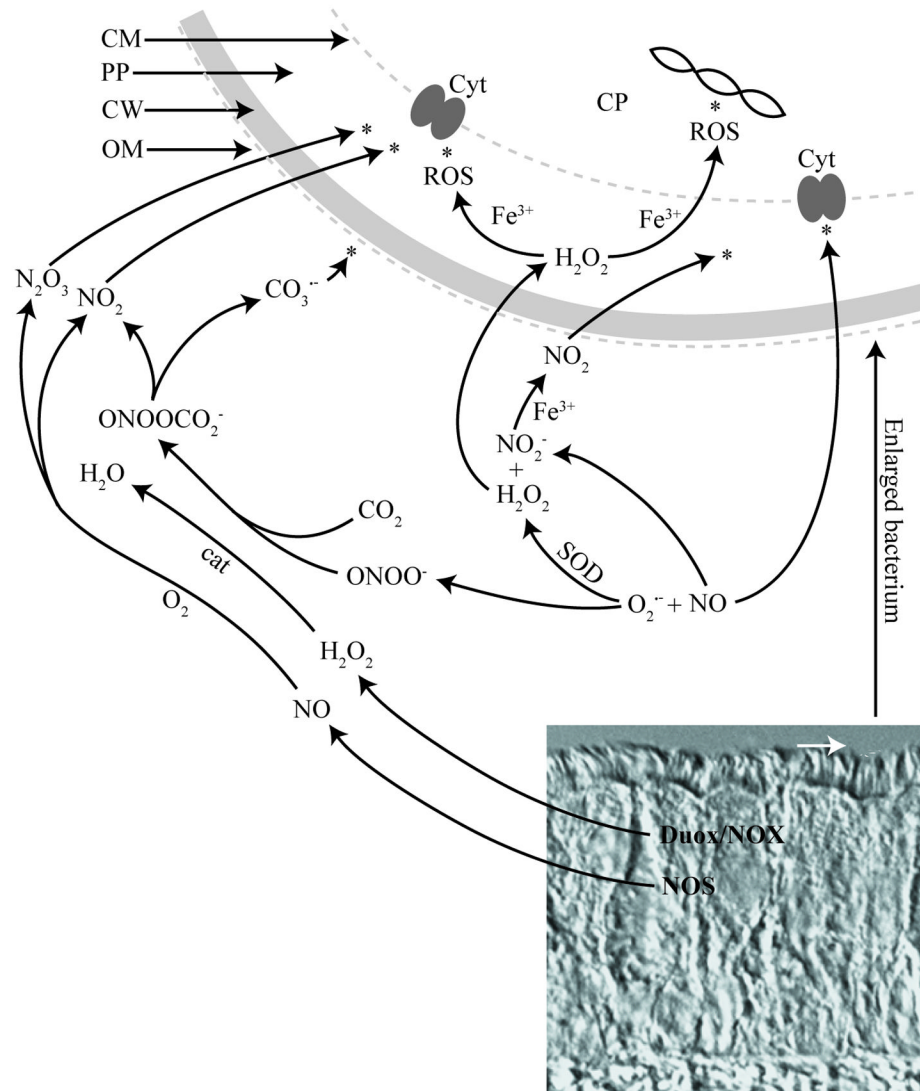 CM
PP
CW
OM
Cyt
*
ROS
CP
*
ROS
Cyt
*
*
*
Fe³⁺
Fe³⁺
H₂O₂
*
*
N₂O₃
NO₂
CO₃·⁻
NO₂
Fe³⁺
ONOOCO₂⁻
NO₂⁻
+
H₂O₂
H₂O
CO₂
cat
ONOO⁻
SOD
O₂·⁻ + NO
O₂
H₂O₂
NO
Enlarged bacterium
Duox/NOX
NOS